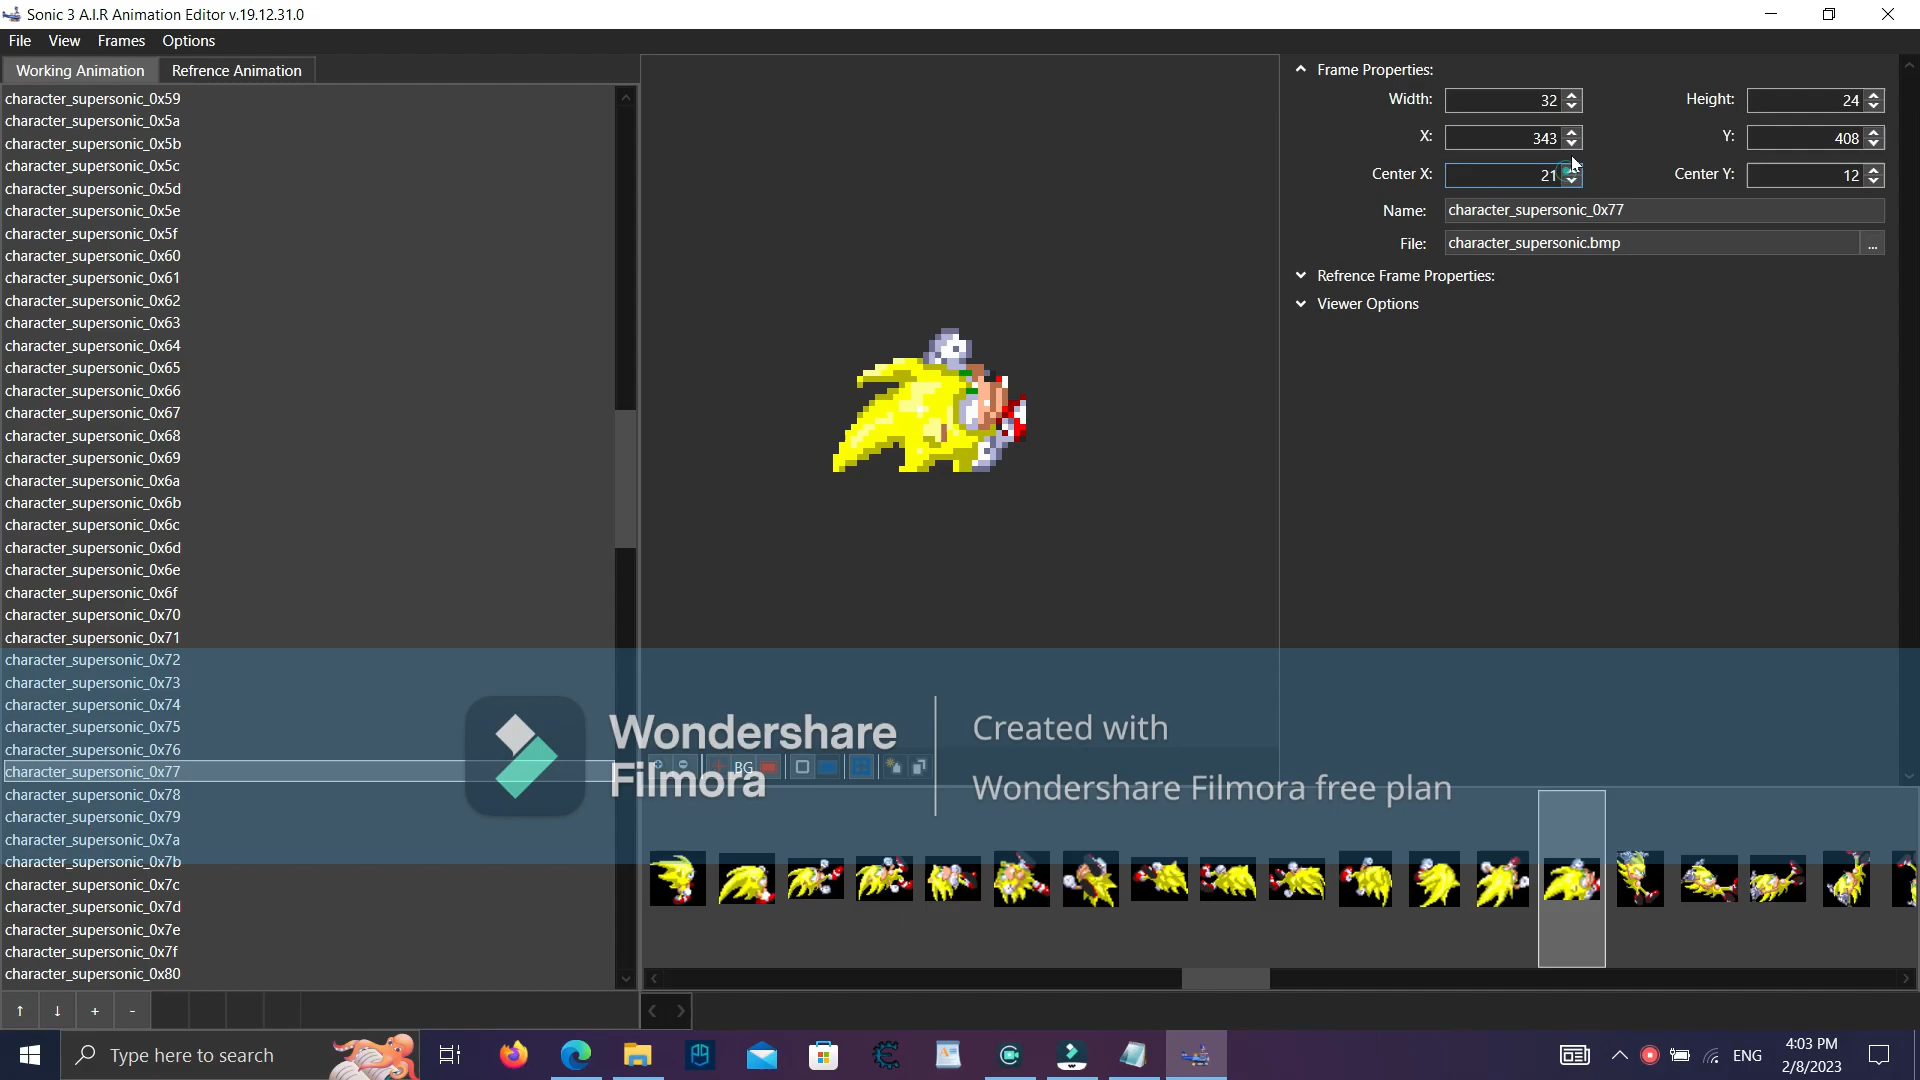 Sonic 3 A.I.R Animation Editor v.19.12.31.0
File View Frames Options
Working Animation Refrence Animation
character_supersonic_0x59
character_supersonic_0x5a
character_supersonic_0x5b
character_supersonic_0x5c
character_supersonic_0x5d
character_supersonic_0x5e
character_supersonic_0x5f
character_supersonic_0x60
character_supersonic_0x61
character_supersonic_0x62
character_supersonic_0x63
character_supersonic_0x64
character_supersonic_0x65
character_supersonic_0x66
character_supersonic_0x67
character_supersonic_0x68
character_supersonic_0x69
character_supersonic_0x6a
character_supersonic_0x6b
character_supersonic_0x6c
character_supersonic_0x6d
character_supersonic_0x6e
character_supersonic_0x6f
character_supersonic_0x70
character_supersonic_0x71
character_supersonic_0x72
character_supersonic_0x73
character_supersonic_0x74
character_supersonic_0x75
character_supersonic_0x76
character_supersonic_0x77
character_supersonic_0x78
character_supersonic_0x79
character_supersonic_0x7a
character_supersonic_0x7b
character_supersonic_0x7c
character_supersonic_0x7d
character_supersonic_0x7e
character_supersonic_0x7f
character_supersonic_0x80
Frame Properties:
Width: 32 Height: 24
X: 343 Y: 408
Center X: 21 Center Y: 12
Name: character_supersonic_0x77
File: character_supersonic.bmp ...
Refrence Frame Properties:
Viewer Options
BG
Wondershare
Filmora
Created with
Wondershare Filmora free plan
↑ ↓ + -
Type here to search
ENG
4:03 PM
2/8/2023